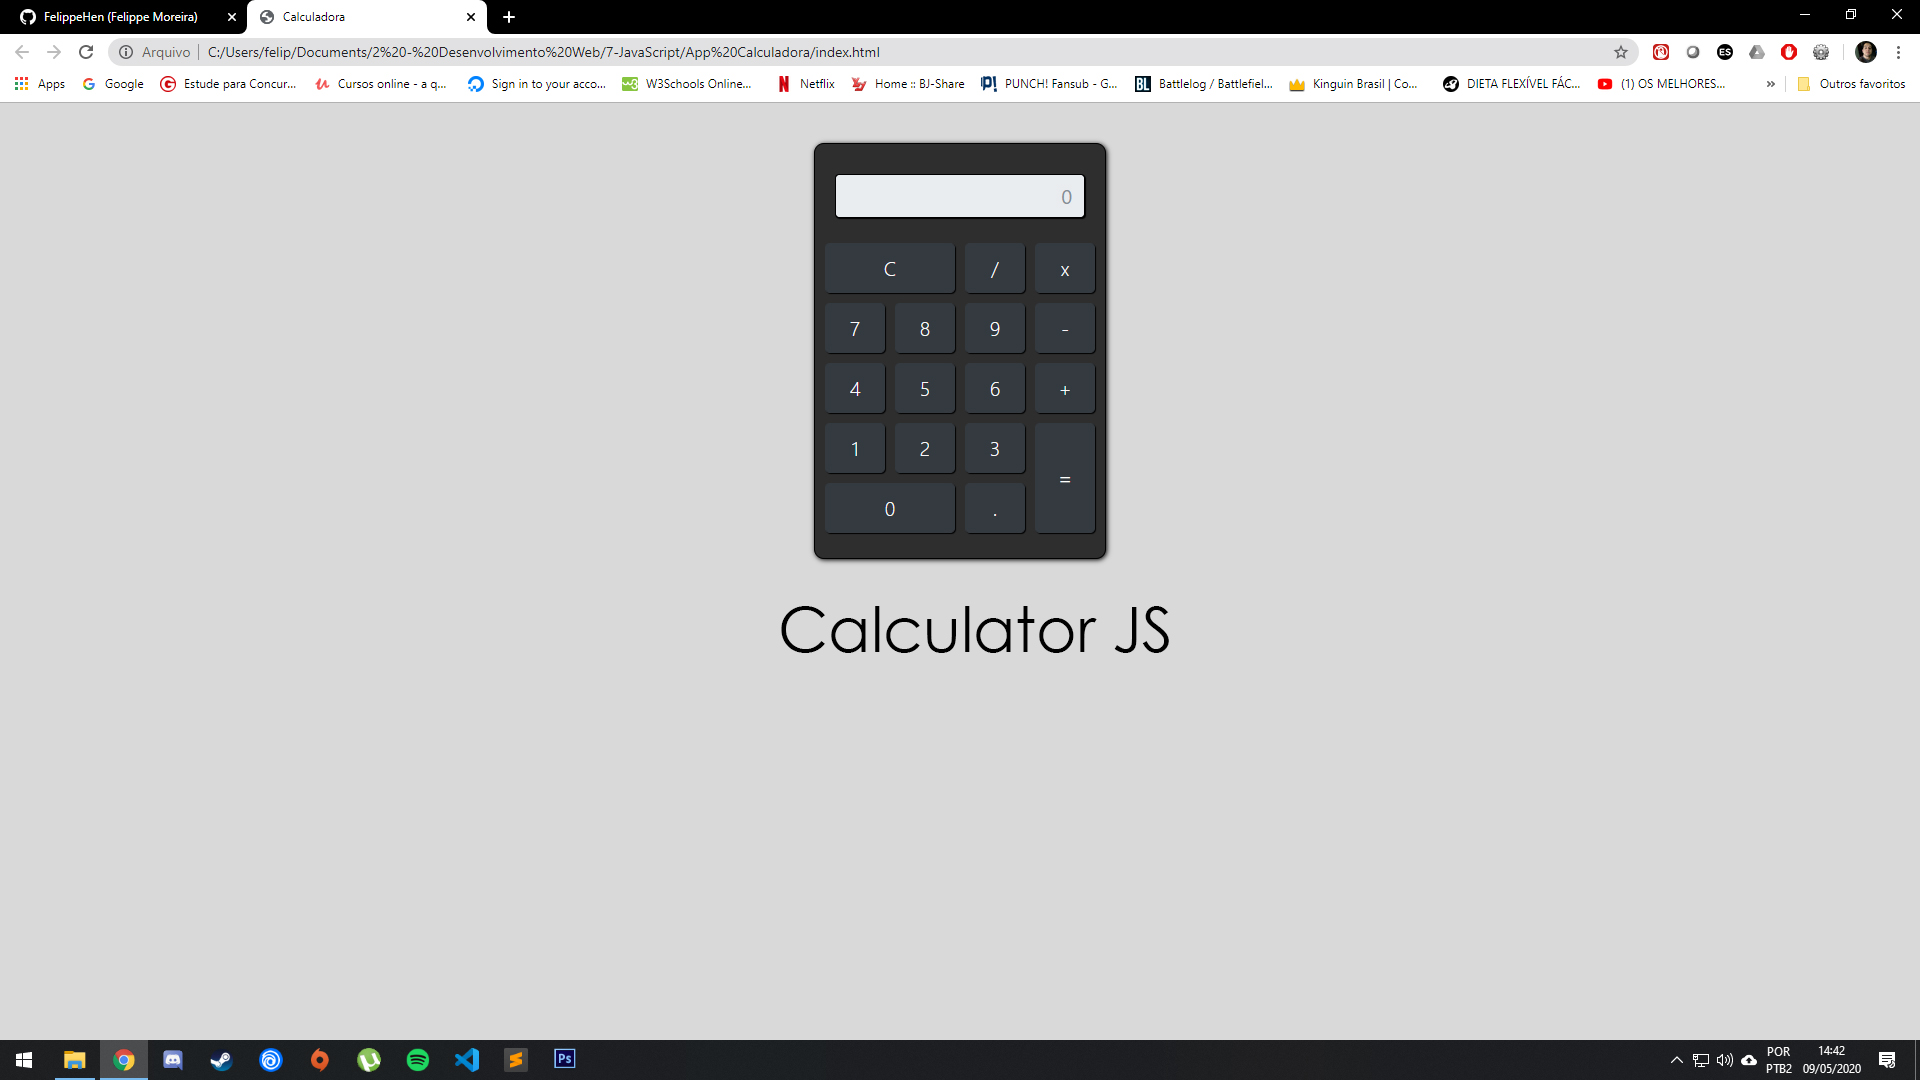 FelippeHen (Felippe Moreira)
Calculadora
Arquivo
C:/Users/felip/Documents/2%20-%20Desenvolvimento%20Web/7-JavaScript/App%20Calculadora/index.html
ES
Apps
Google
Estude para Concur...
Cursos online - a q...
Sign in to your acco...
W3Schools Online...
Netflix
Home :: BJ-Share
PUNCH! Fansub - G...
BL
Battlelog / Battlefiel...
Kinguin Brasil | Co...
DIETA FLEXÍVEL FÁC...
(1) OS MELHORES...
»
Outros favoritos
0
C / x
7 8 9 -
4 5 6 +
1 2 3
=
0 .
Calculator JS
Ps
POR
PTB2
14:42
09/05/2020